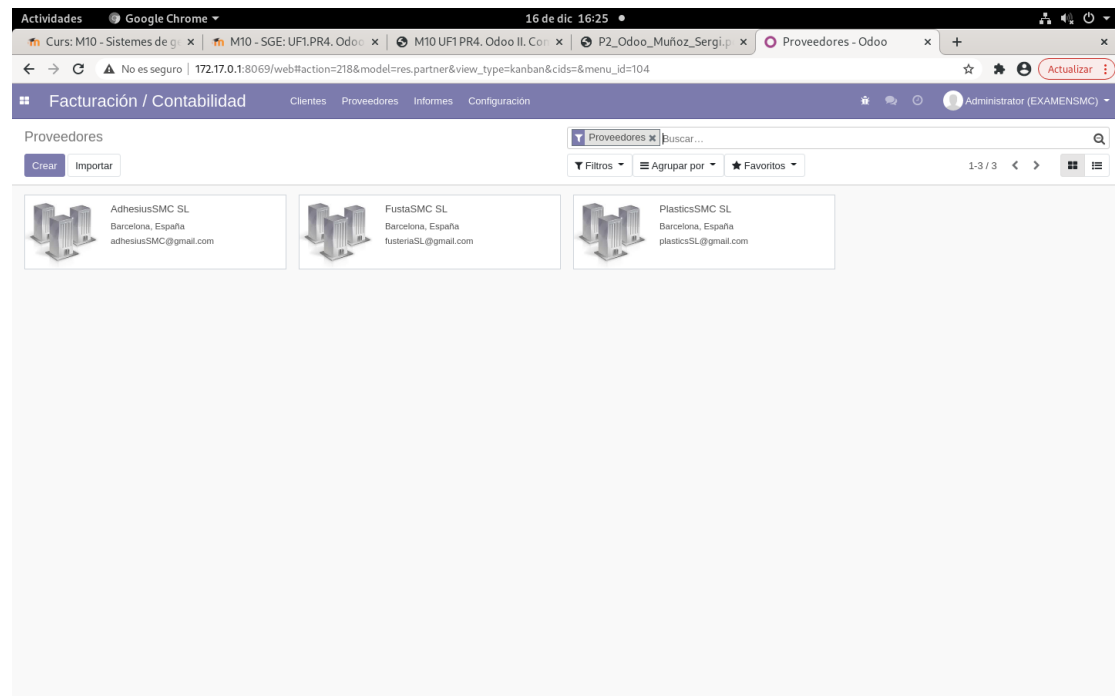 Actividades Google Chrome 16 de dic 16:25
Curs: M10 - Sistemes de g M10 - SGE: UF1.PR4. Odoo M10 UF1 PR4. Odoo II. Con P2_Odoo_Muñoz_Sergi.p Proveedores - Odoo
No es seguro | 172.17.0.1:8069/web#action=218&model=res.partner&view_type=kanban&cids=&menu_id=104 Actualizar
Facturación / Contabilidad Clientes Proveedores Informes Configuración Administrator (EXAMENSMC)
Proveedores Proveedores Buscar...
Crear Importar Filtros Agrupar por Favoritos 1-3 / 3
AdhesiusSMC SL FustaSMC SL PlasticsSMC SL
Barcelona, España Barcelona, España Barcelona, España
adhesiusSMC@gmail.com fusteriaSL@gmail.com plasticsSL@gmail.com